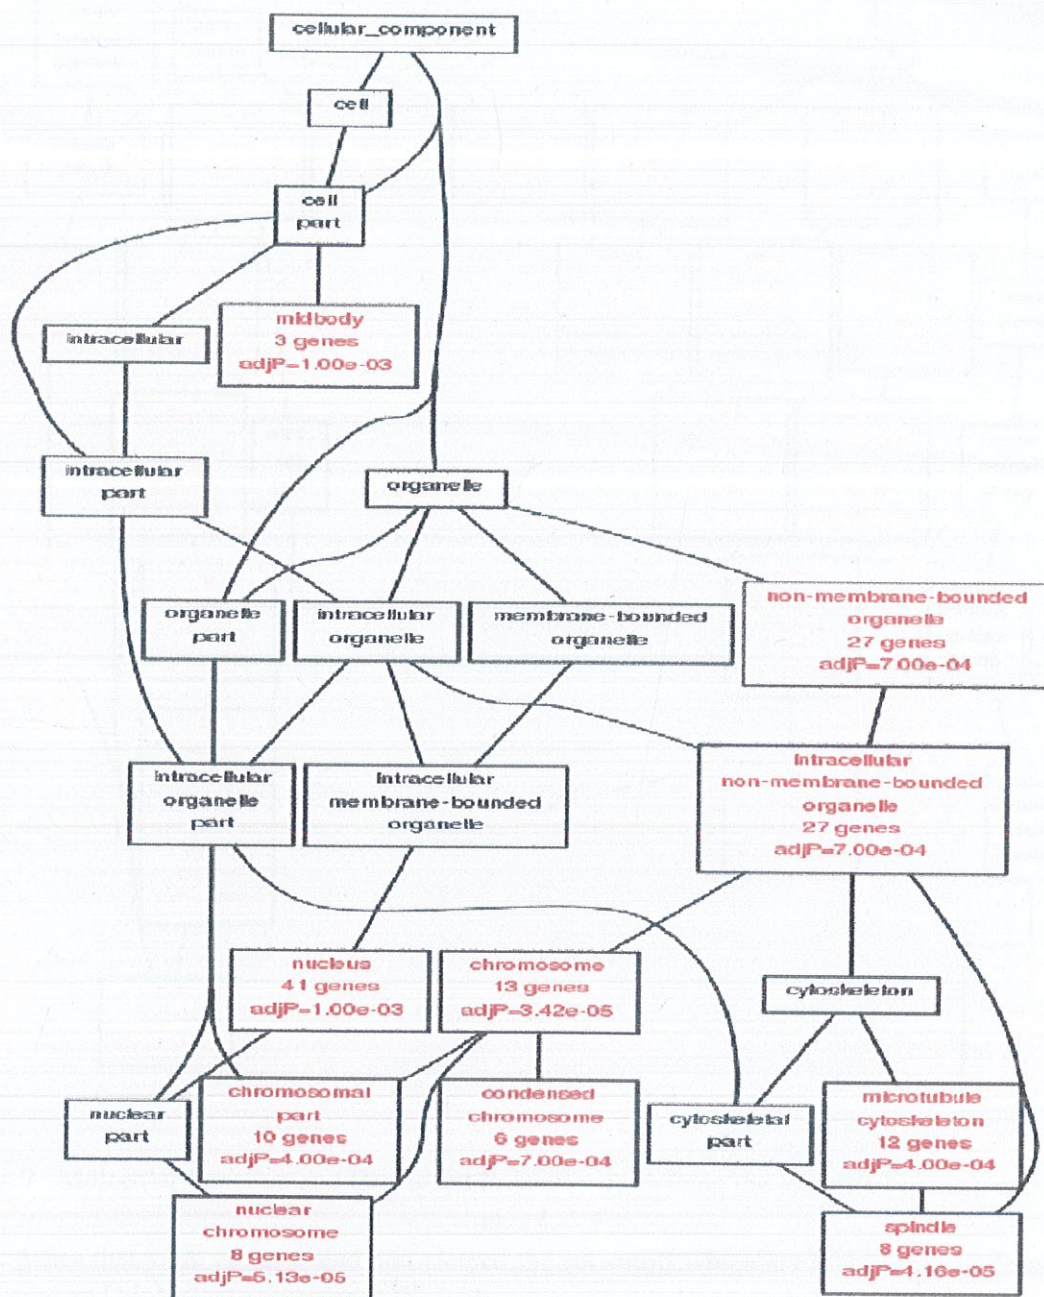 cellular_component
cell
cell
part
midbody
3 genes
adjP=1.00e-03
intracellular
intracellular
part
organelle
organelle
part
intracellular
organelle
membrane-bounded
organelle
non-membrane-bounded
organelle
27 genes
adjP=7.00e-04
intracellular
organelle
part
intracellular
membrane-bounded
organelle
intracellular
non-membrane-bounded
organelle
27 genes
adjP=7.00e-04
nucleus
41 genes
adjP=1.00e-03
chromosome
13 genes
adjP=3.42e-05
cytoskeleton
nuclear
part
chromosomal
part
10 genes
adjP=4.00e-04
condensed
chromosome
6 genes
adjP=7.00e-04
cytoskeletal
part
microtubule
cytoskeleton
12 genes
adjP=4.00e-04
nuclear
chromosome
8 genes
adjP=5.13e-05
spindle
8 genes
adjP=4.16e-05